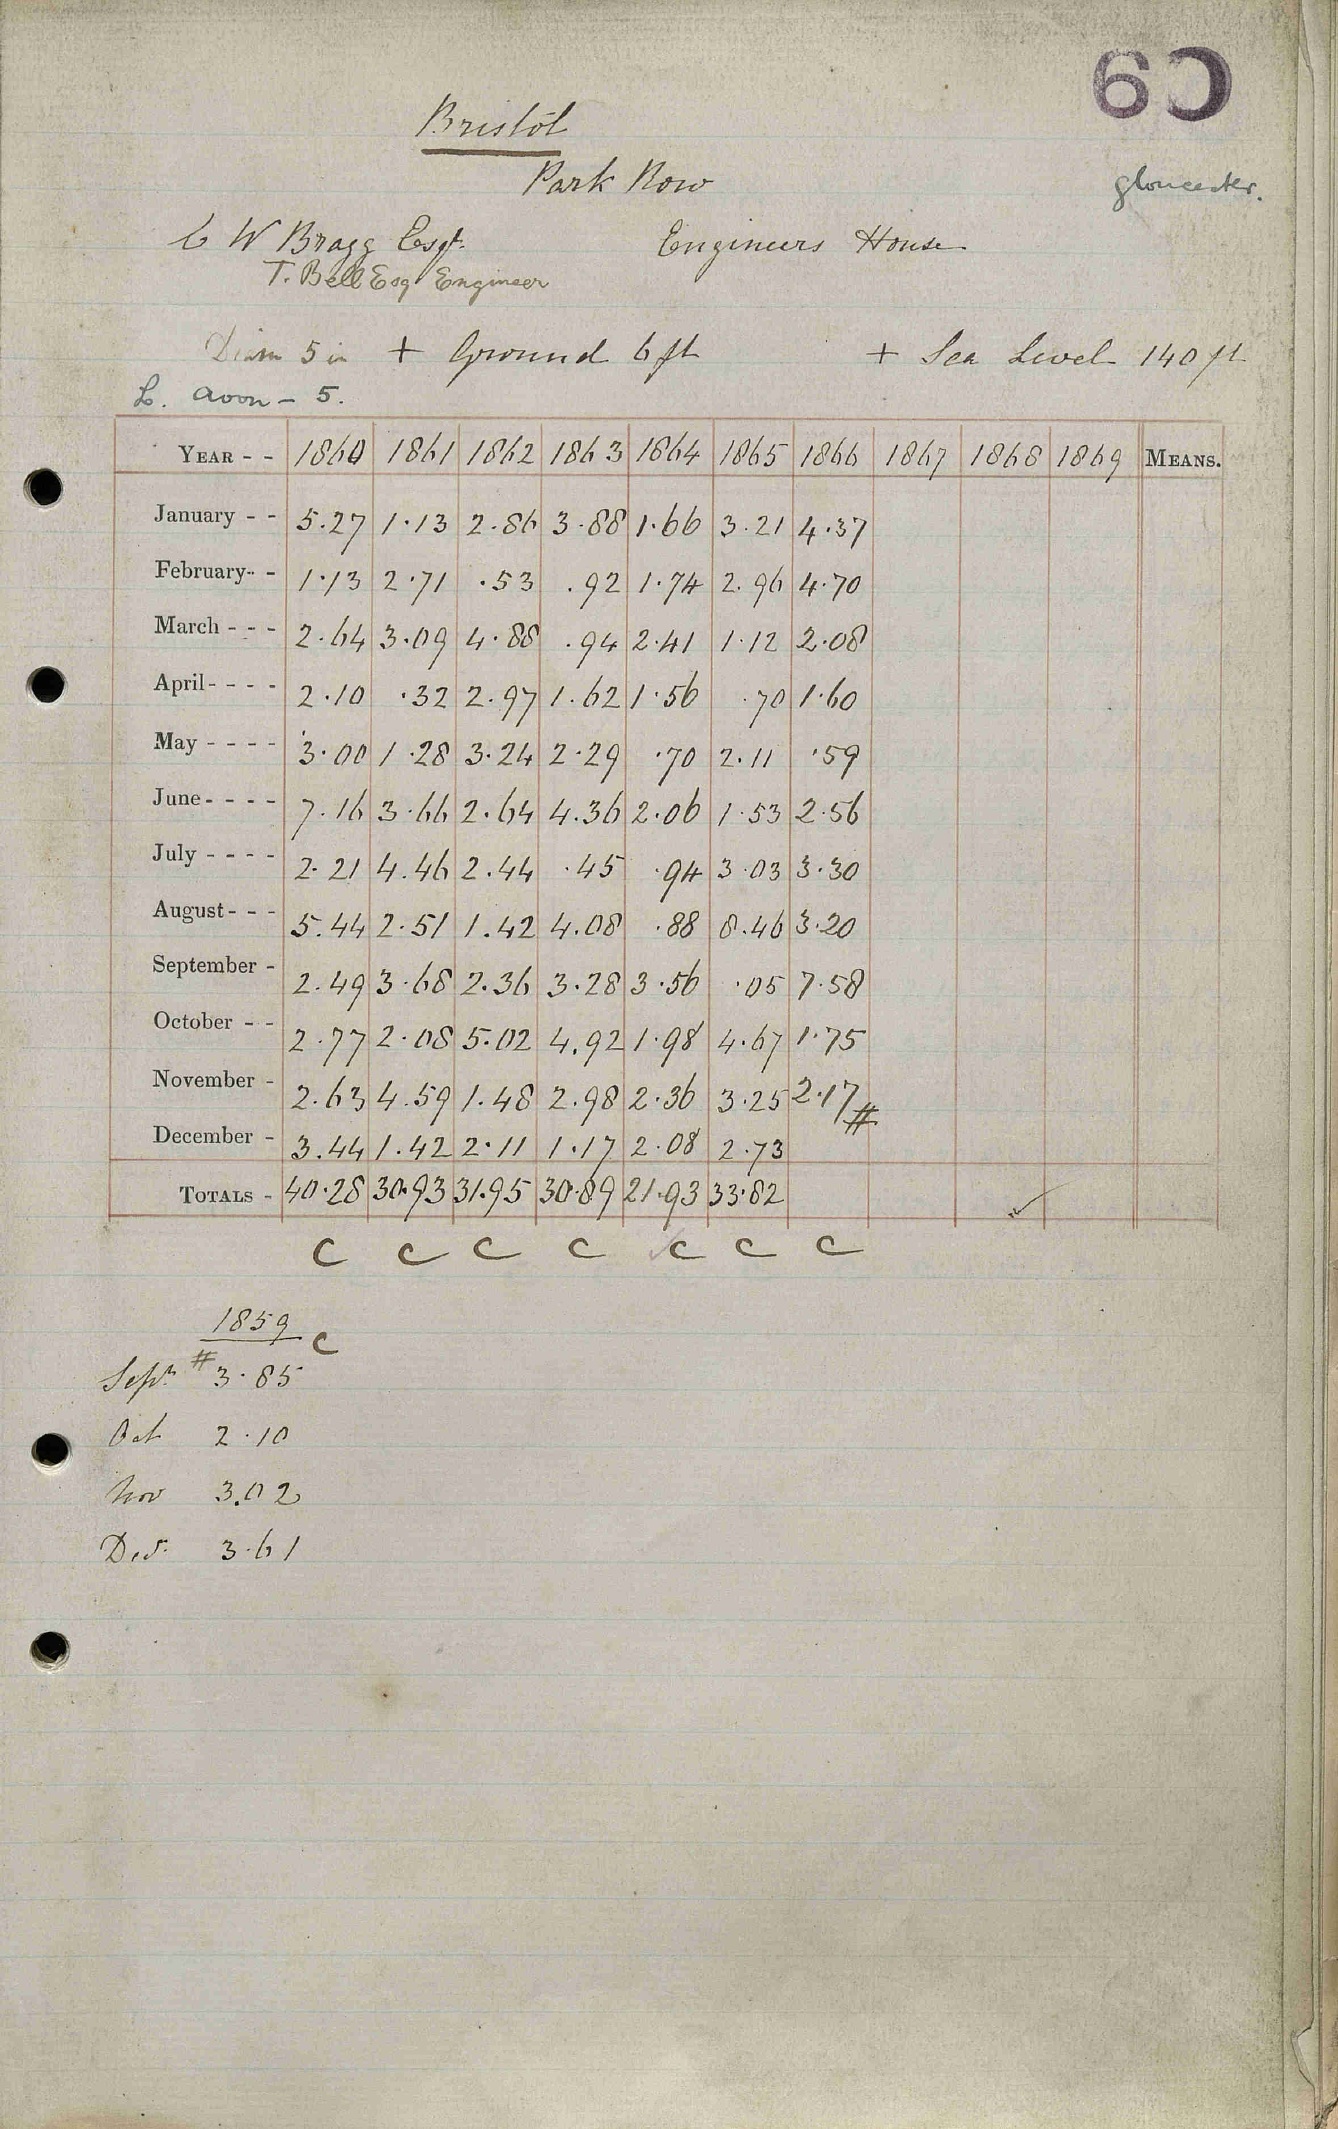 60
Bristol
Park Row
gloucester.
C W Bragg Esqr. Engineers House
T. Bell Esq Engineer
Diam 5 in + Ground 6 ft + Sea Level 140 ft
L. Avon - 5.
YEAR - - 1860 1861 1862 1863 1864 1865 1866 1867 1868 1869 MEANS.
January - - 5.27 1.13 2.86 3.88 1.66 3.21 4.37
February - - 1.13 2.71 .53 .92 1.74 2.96 4.70
March - - - 2.64 3.09 4.88 .94 2.41 1.12 2.08
April - - - - 2.10 .32 2.97 1.62 1.56 .70 1.60
May - - - - 3.00 1.28 3.24 2.29 .70 2.11 .59
June - - - - 7.16 3.66 2.64 4.36 2.06 1.53 2.56
July - - - - 2.21 4.46 2.44 .45 .94 3.03 3.30
August - - - 5.44 2.51 1.42 4.08 .88 8.46 3.20
September - 2.49 3.68 2.36 3.28 3.56 .05 7.58
October - - 2.77 2.08 5.02 4.92 1.98 4.67 1.75
November - 2.63 4.59 1.48 2.98 2.36 3.25 2.17 #
December - 3.44 1.42 2.11 1.17 2.08 2.73
TOTALS - 40.28 30.93 31.95 30.89 21.93 33.82
C C C C C C C
1859 C
Sepr. # 3.85
Oct 2.10
Nov 3.02
Decr. 3.61